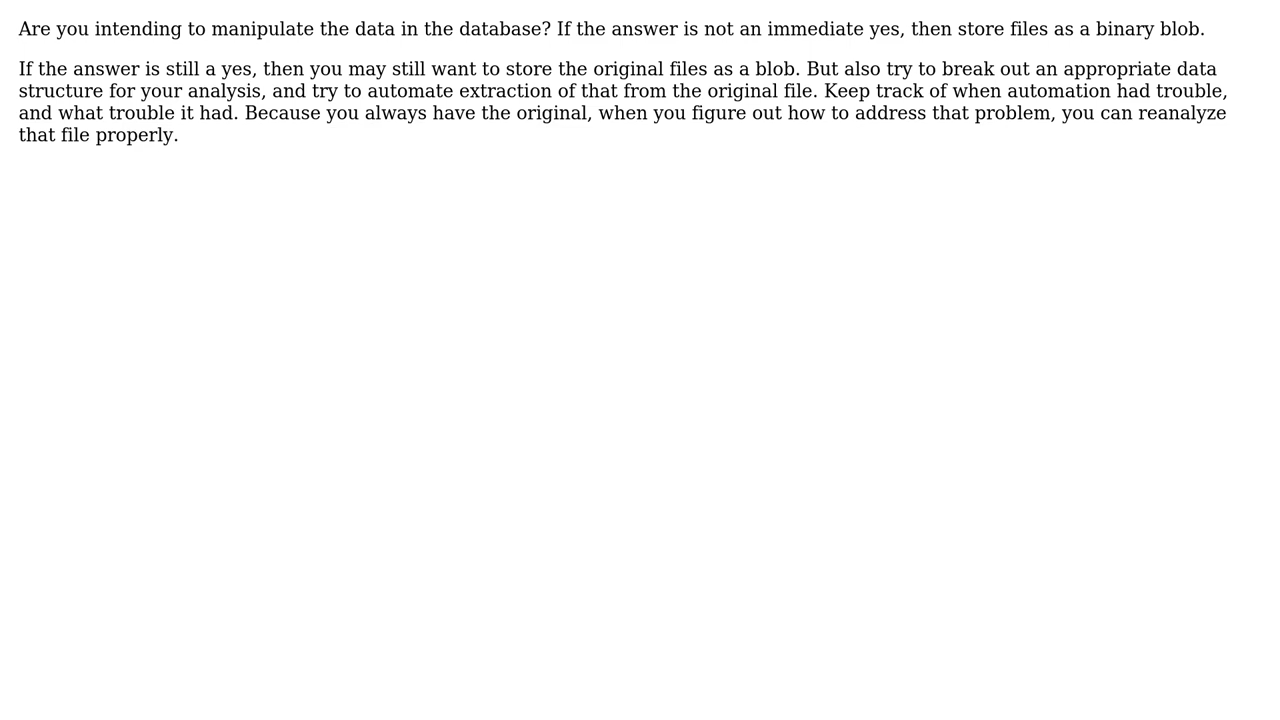 Are you intending to manipulate the data in the database? If the answer is not an immediate yes, then store files as a binary blob.
If the answer is still a yes, then you may still want to store the original files as a blob. But also try to break out an appropriate data
structure for your analysis, and try to automate extraction of that from the original file. Keep track of when automation had trouble,
and what trouble it had. Because you always have the original, when you figure out how to address that problem, you can reanalyze
that file properly.